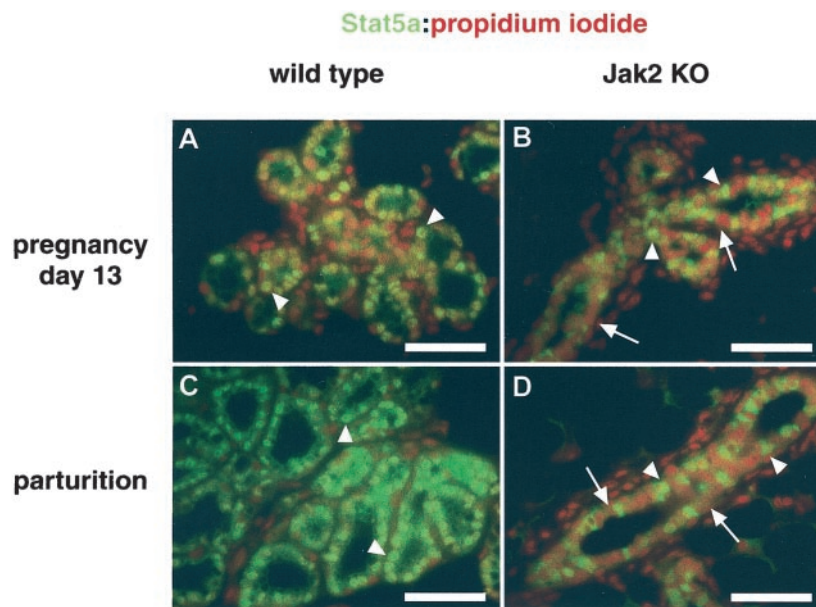 Stat5a:propidium iodide
wild type
Jak2 KO
A
B
pregnancy
day 13
C
D
parturition